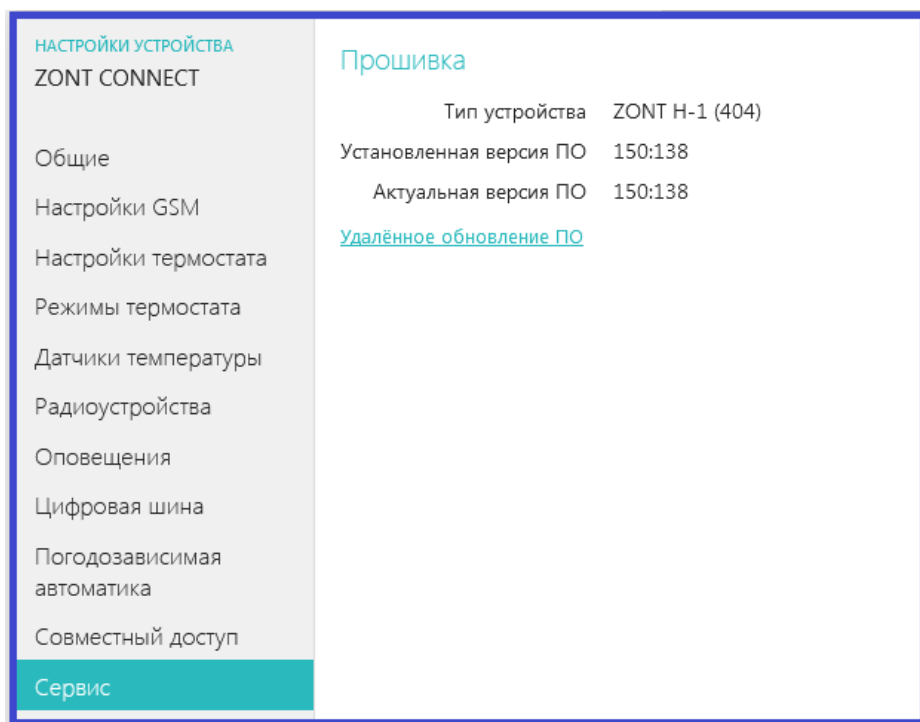 НАСТРОЙКИ УСТРОЙСТВА
ZONT CONNECT
Общие
Настройки GSM
Настройки термостата
Режимы термостата
Датчики температуры
Радиоустройства
Оповещения
Цифровая шина
Погодозависимая
автоматика
Совместный доступ
Сервис
Прошивка
Тип устройства ZONT H-1 (404)
Установленная версия ПО 150:138
Актуальная версия ПО 150:138
Удалённое обновление ПО